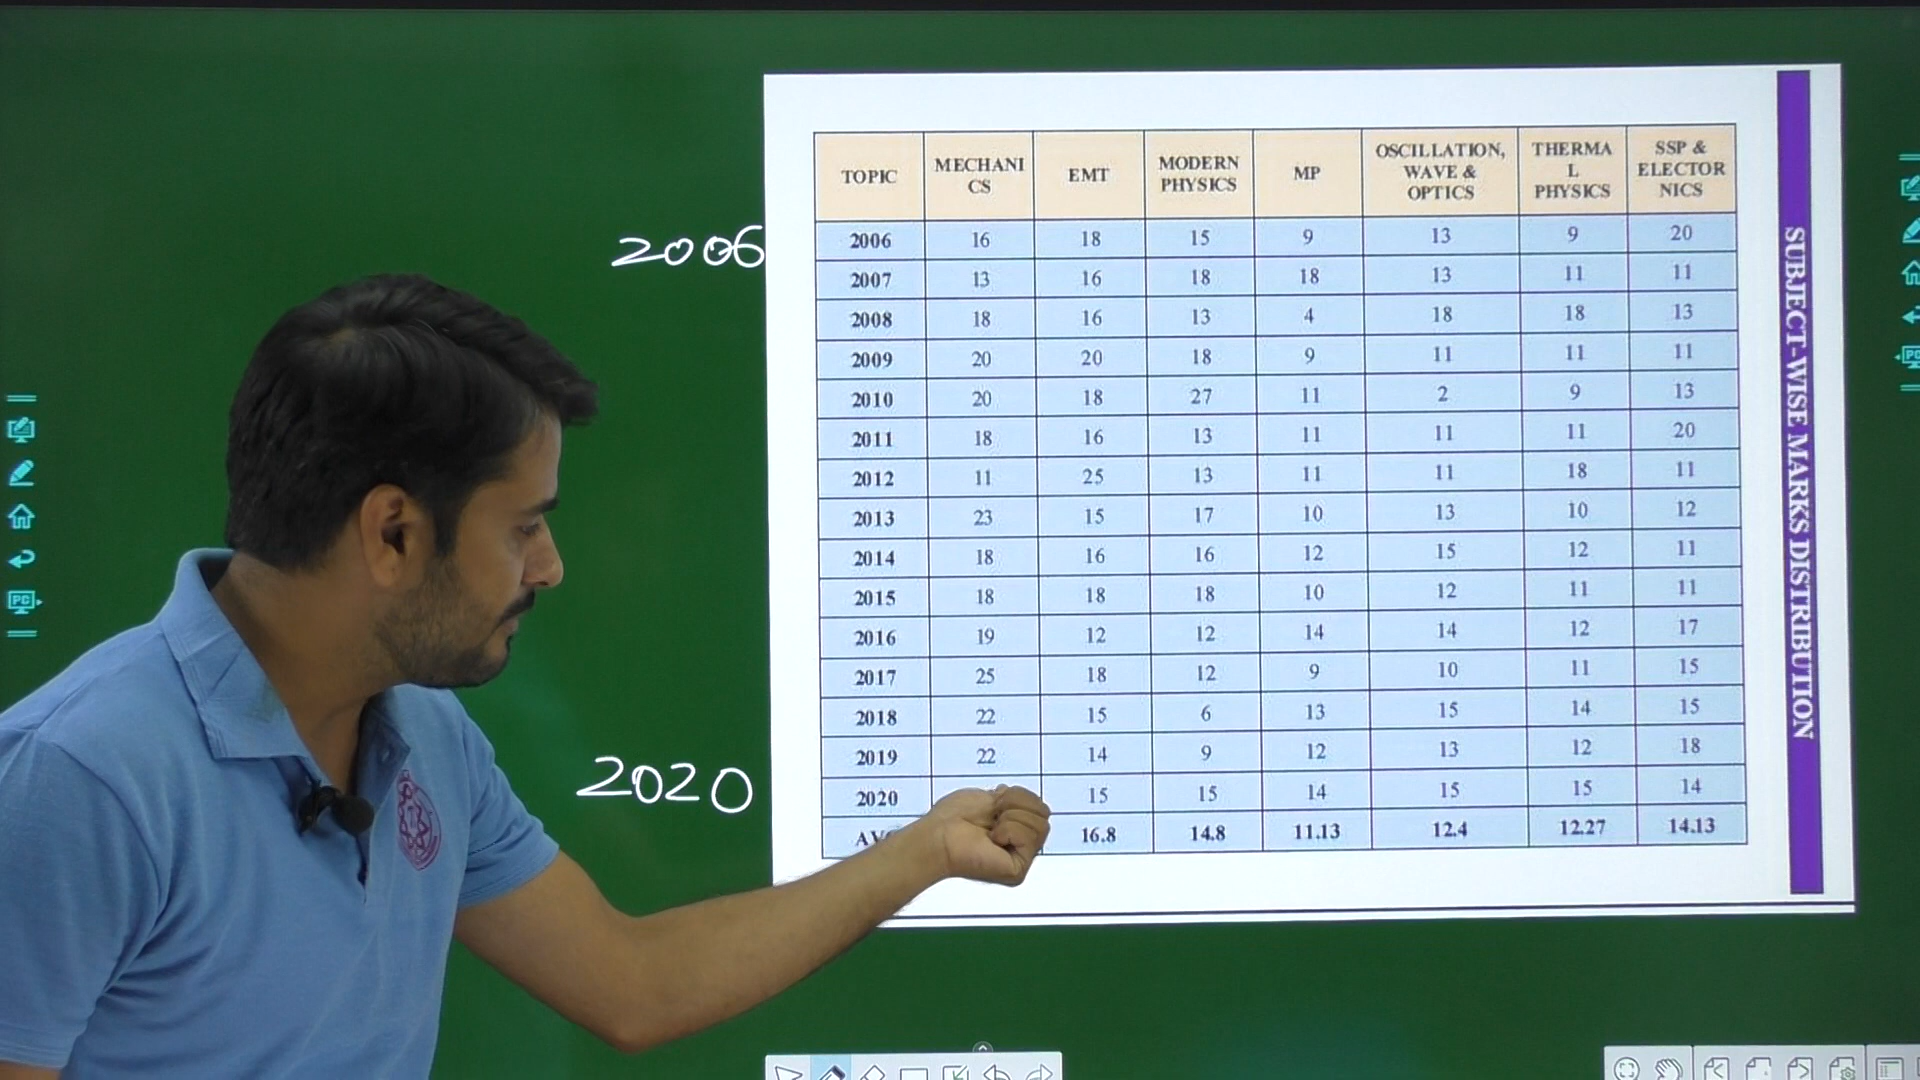 2006
2020
TOPIC MECHANI CS EMT MODERN PHYSICS MP OSCILLATION, WAVE & OPTICS THERMA L PHYSICS SSP & ELECTOR NICS
2006 16 18 15 9 13 9 20
2007 13 16 18 18 13 11 11
2008 18 16 13 4 18 18 13
2009 20 20 18 9 11 11 11
2010 20 18 27 11 2 9 13
2011 18 16 13 11 11 11 20
2012 11 25 13 11 11 18 11
2013 23 15 17 10 13 10 12
2014 18 16 16 12 15 12 11
2015 18 18 18 10 12 11 11
2016 19 12 12 14 14 12 17
2017 25 18 12 9 10 11 15
2018 22 15 6 13 15 14 15
2019 22 14 9 12 13 12 18
2020 15 15 14 15 15 14
16.8 14.8 11.13 12.4 12.27 14.13
SUBJECT-WISE MARKS DISTRIBUTION
PC